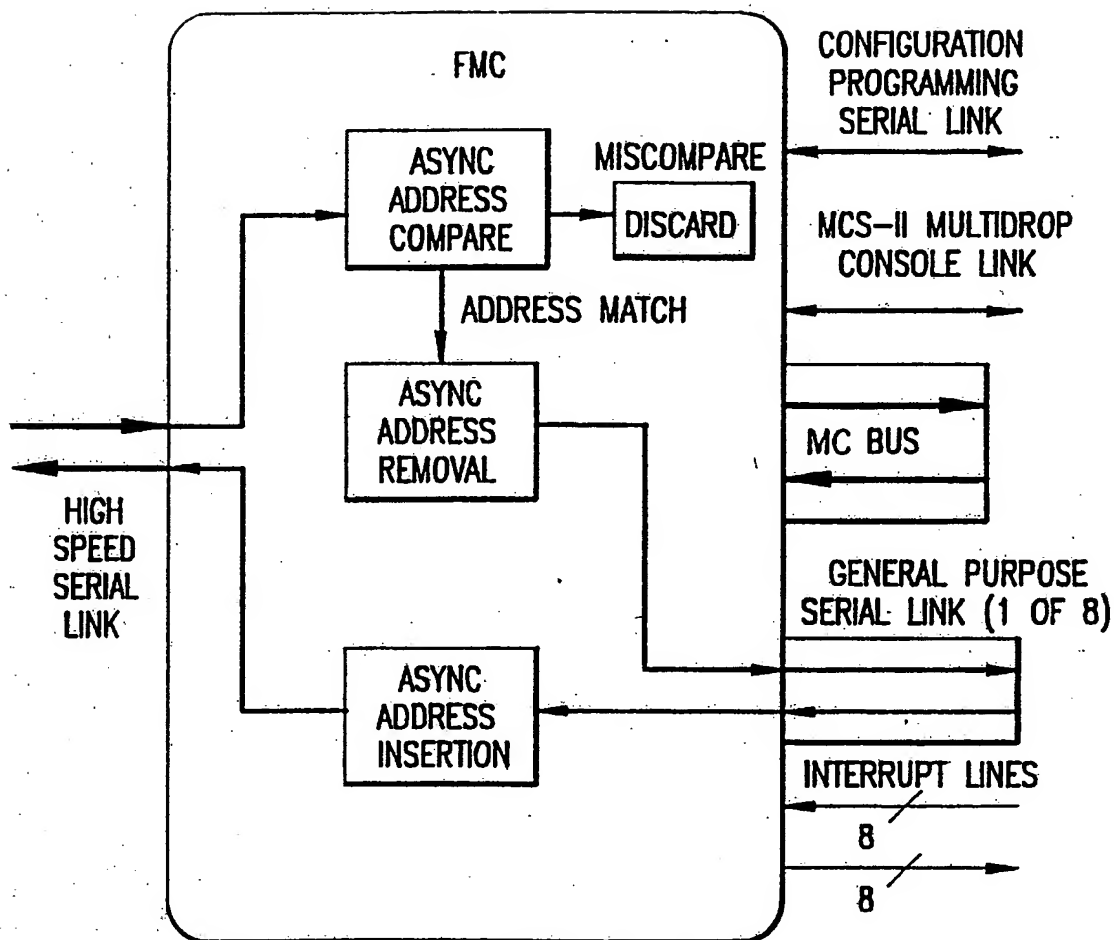 FMC
CONFIGURATION
PROGRAMMING
SERIAL LINK
ASYNC
ADDRESS
COMPARE
MISCOMPARE
DISCARD
MCS-II MULTIDROP
CONSOLE LINK
ADDRESS MATCH
ASYNC
ADDRESS
REMOVAL
MC BUS
HIGH
SPEED
SERIAL
LINK
GENERAL PURPOSE
SERIAL LINK (1 OF 8)
ASYNC
ADDRESS
INSERTION
INTERRUPT LINES
8
8